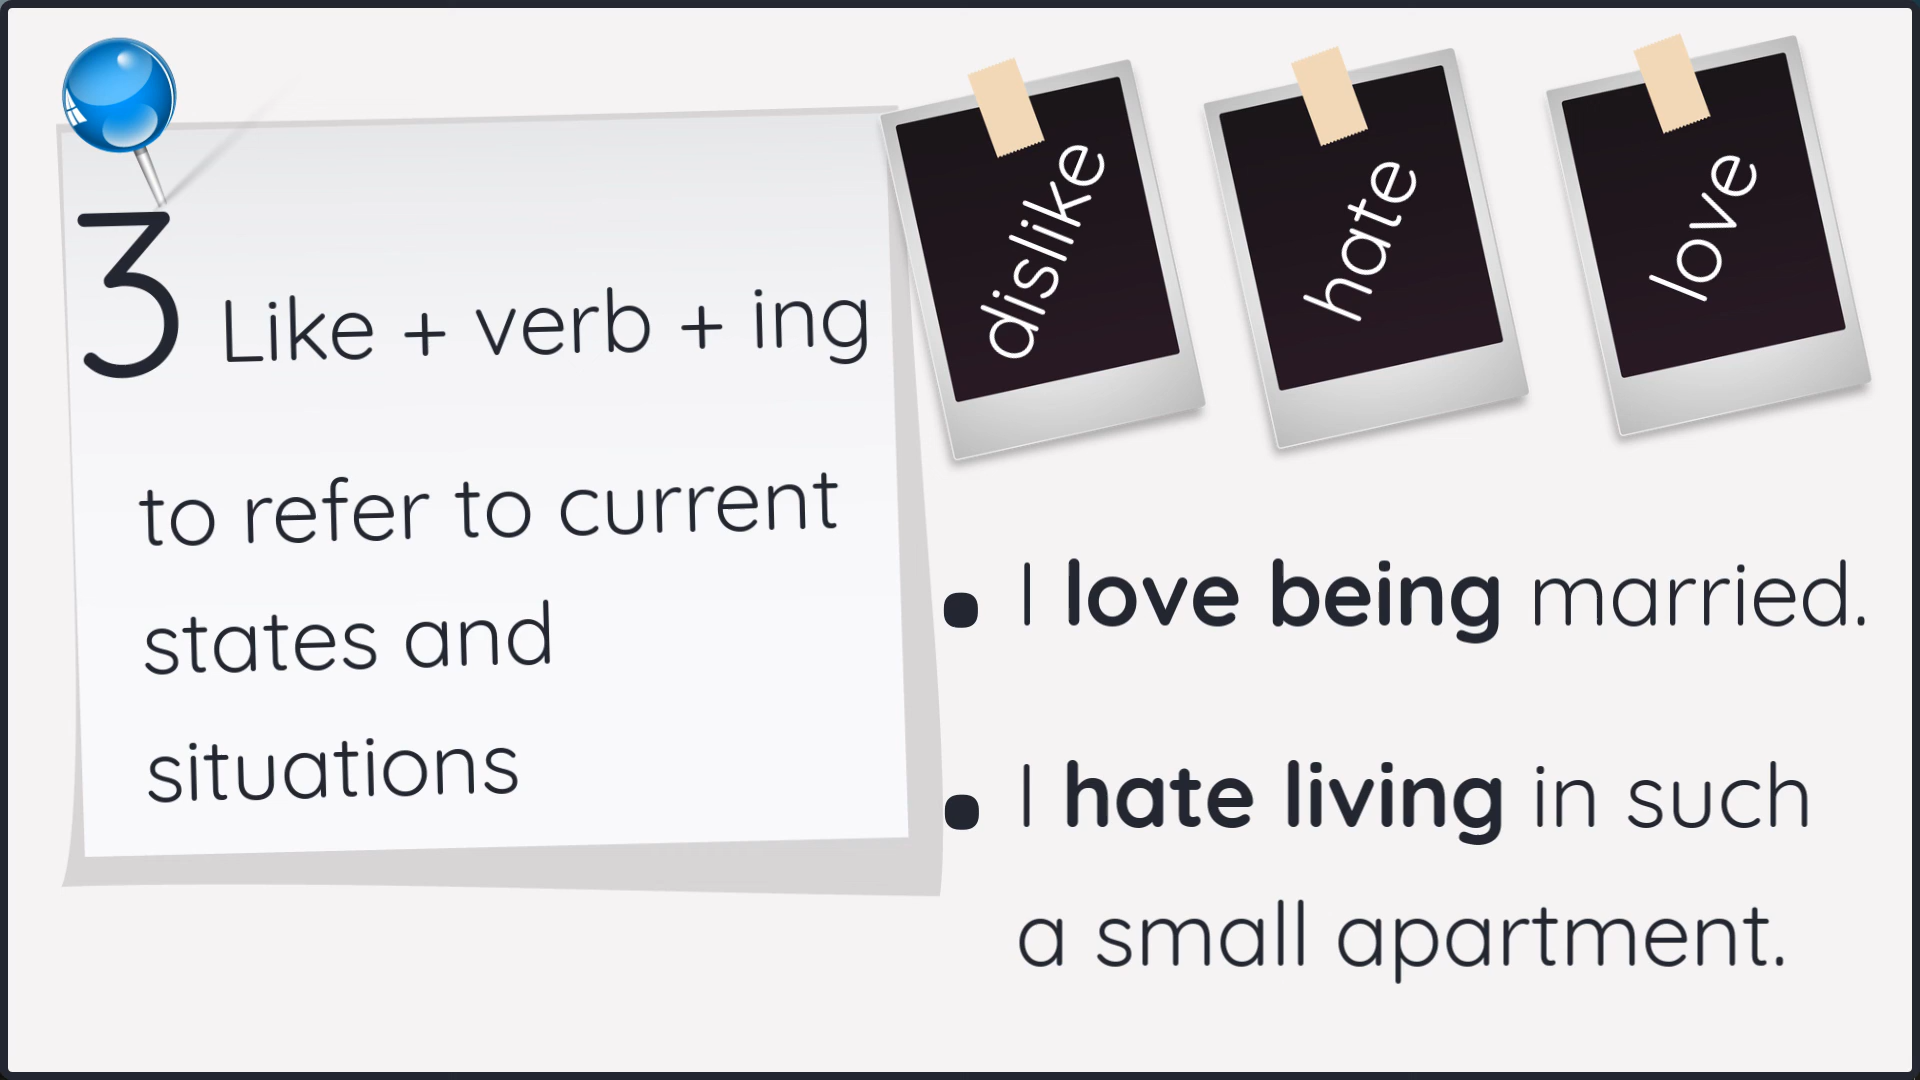 3 Like + verb + ing
to refer to current
states and
situations
dislike
hate
love
I love being married.
I hate living in such
a small apartment.